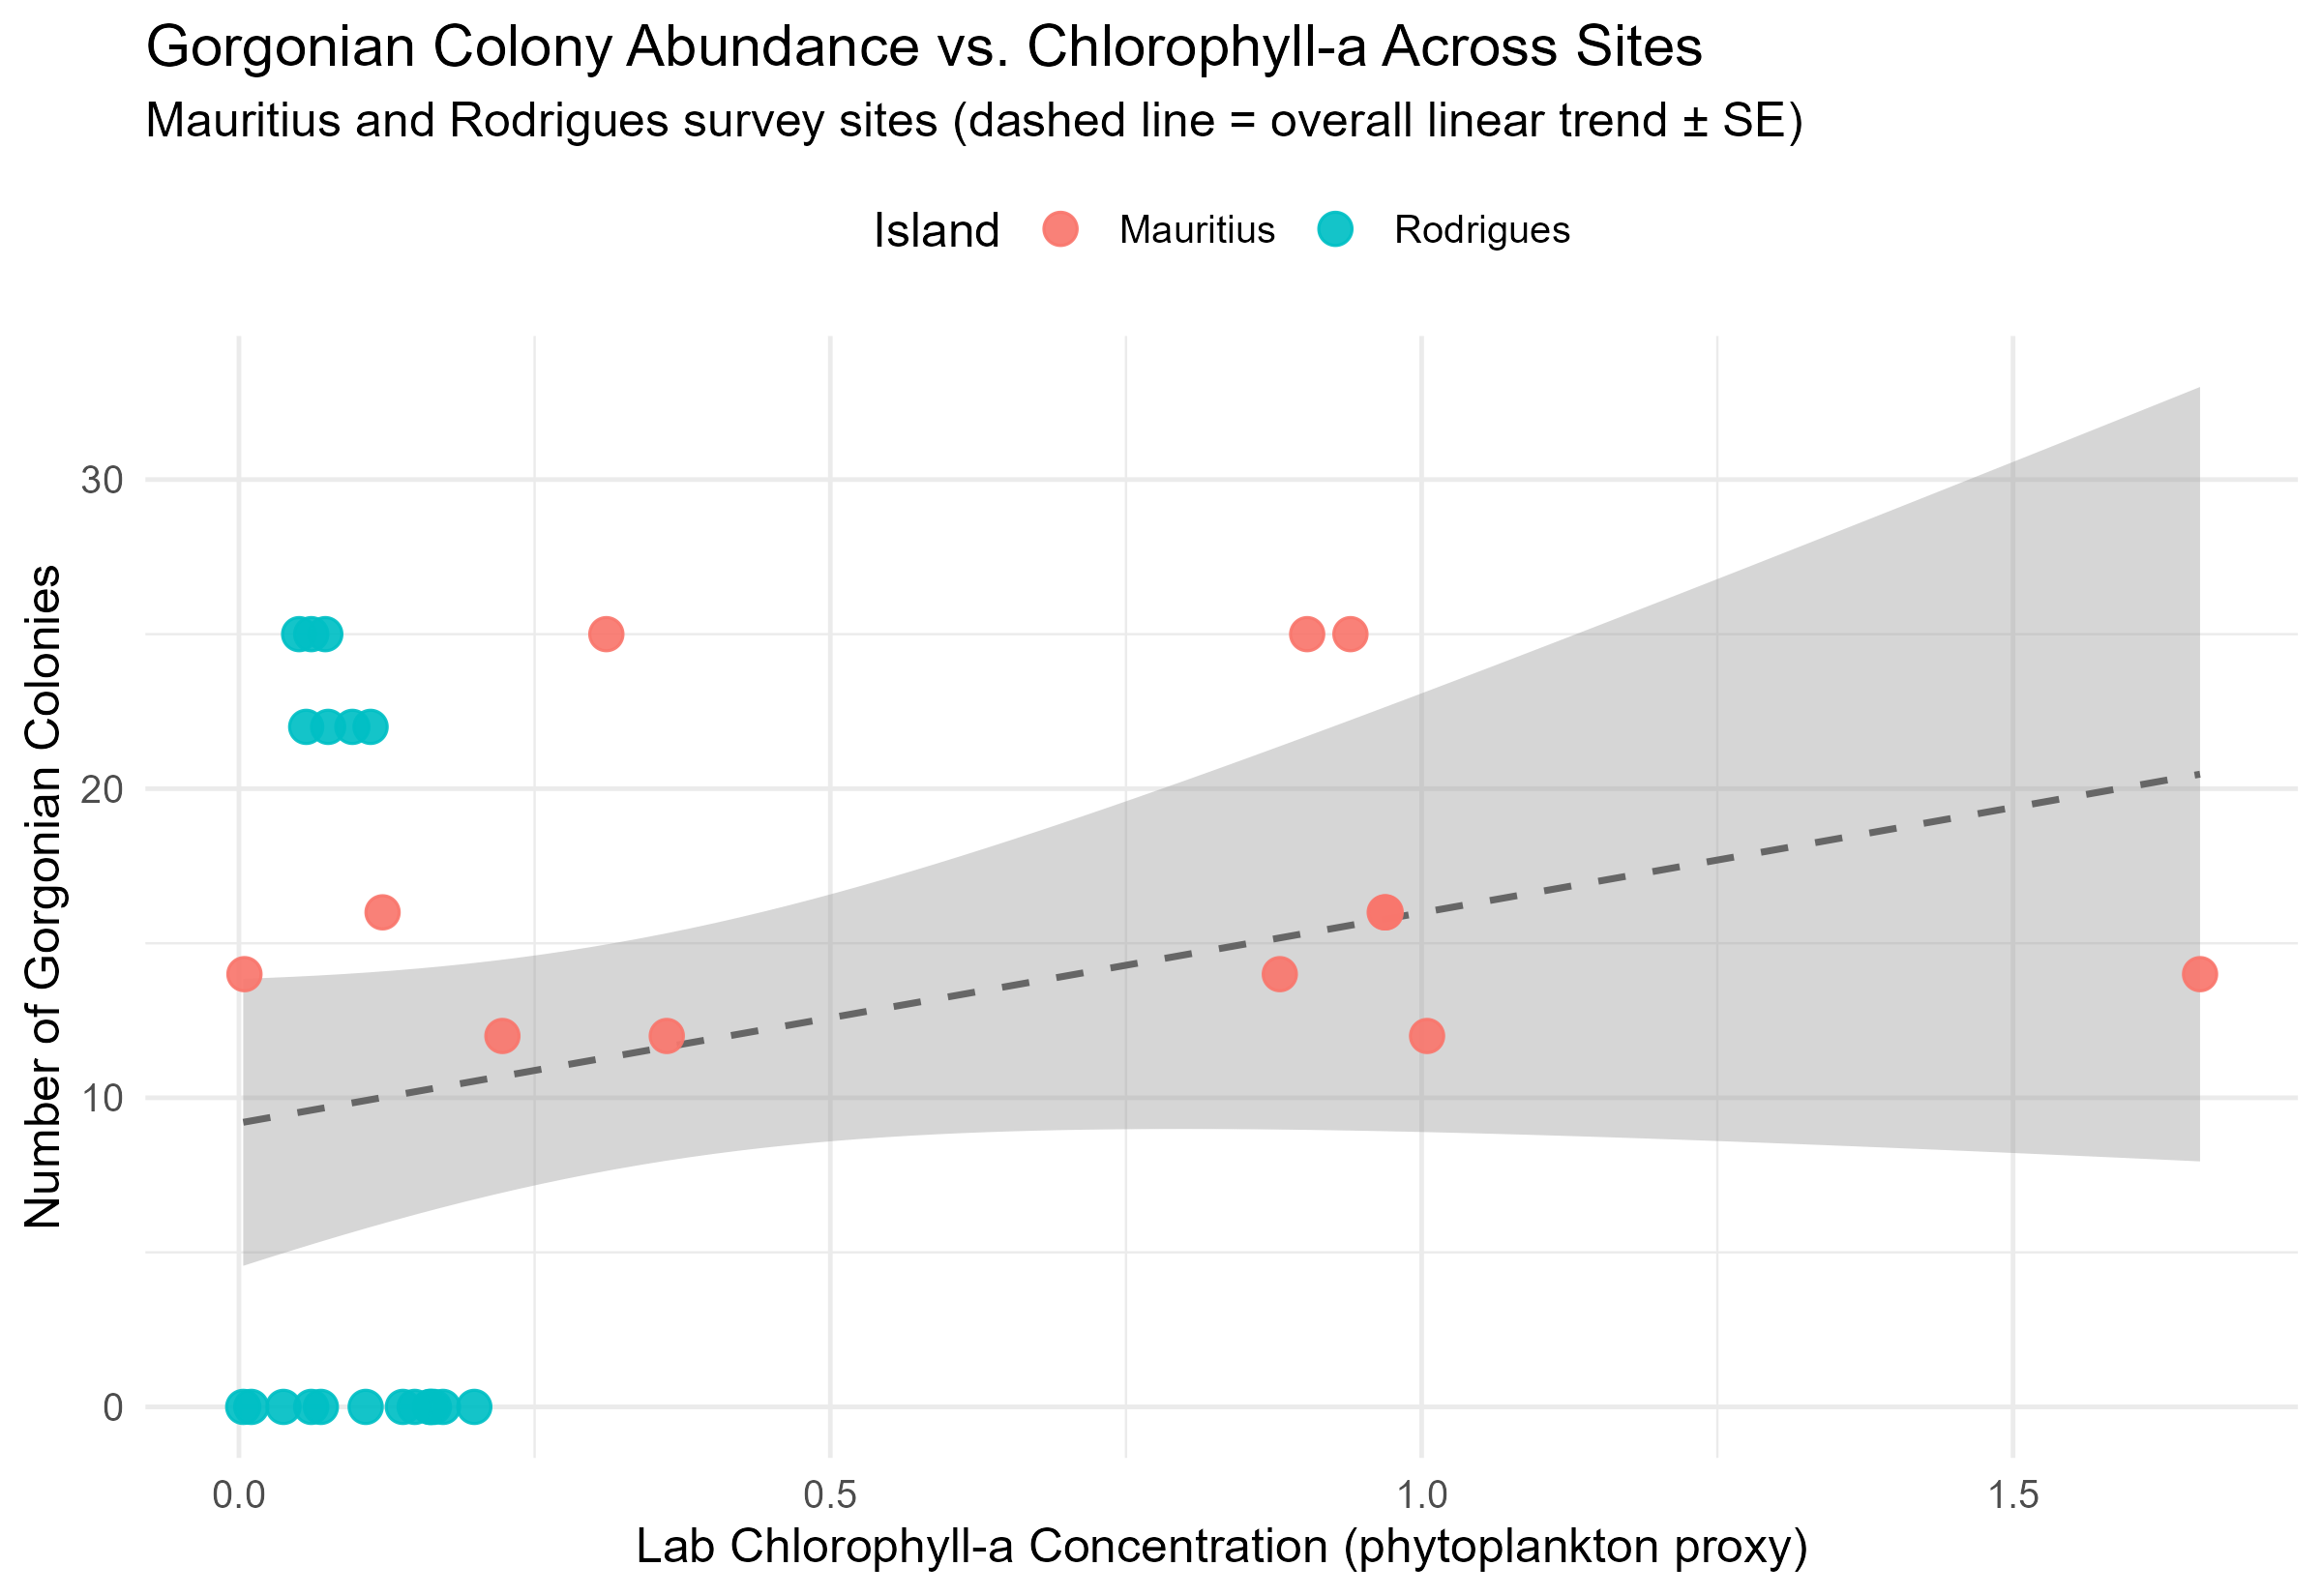 Gorgonian Colony Abundance vs. Chlorophyll-a Across Sites
Mauritius and Rodrigues survey sites (dashed line = overall linear trend ± SE)
Island Mauritius Rodrigues
Number of Gorgonian Colonies
30
20
10
0
0.0 0.5 1.0 1.5
Lab Chlorophyll-a Concentration (phytoplankton proxy)